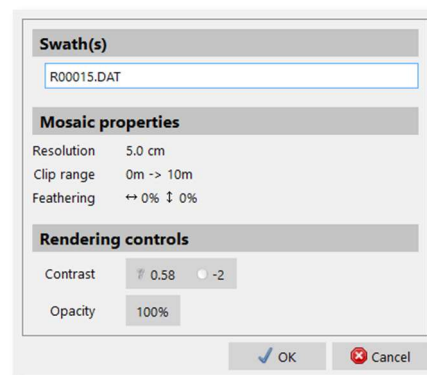 Swath(s)
R00015.DAT
Mosaic properties
Resolution 5.0 cm
Clip range 0m -> 10m
Feathering ↔ 0% ↕ 0%
Rendering controls
Contrast 0.58 -2
Opacity 100%
OK Cancel